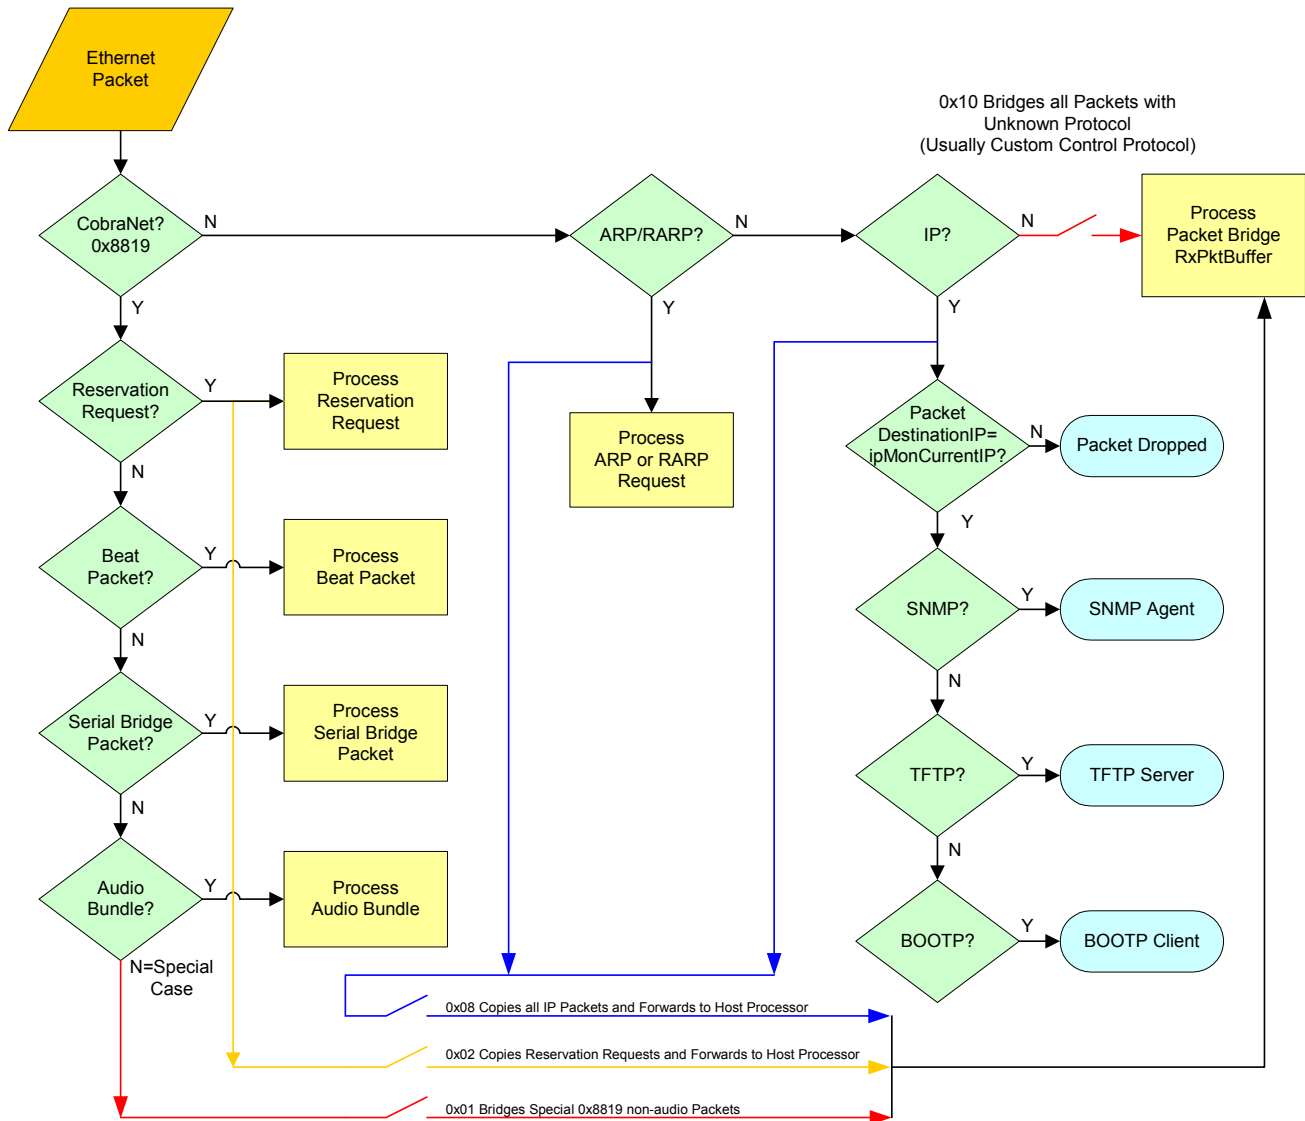 Ethernet
Packet
0x10 Bridges all Packets with
Unknown Protocol
(Usually Custom Control Protocol)
CobraNet?
0x8819
N
ARP/RARP?
N
IP?
N
Process
Packet Bridge
RxPktBuffer
Y
Y
Y
Reservation
Request?
Y
Process
Reservation
Request
Process
ARP or RARP
Request
Packet
DestinationIP=
ipMonCurrentIP?
N
Packet Dropped
N
Y
Beat
Packet?
Y
Process
Beat Packet
SNMP?
Y
SNMP Agent
N
N
Serial Bridge
Packet?
Y
Process
Serial Bridge
Packet
TFTP?
Y
TFTP Server
N
N
Audio
Bundle?
Y
Process
Audio Bundle
BOOTP?
Y
BOOTP Client
N=Special
Case
0x08 Copies all IP Packets and Forwards to Host Processor
0x02 Copies Reservation Requests and Forwards to Host Processor
0x01 Bridges Special 0x8819 non-audio Packets